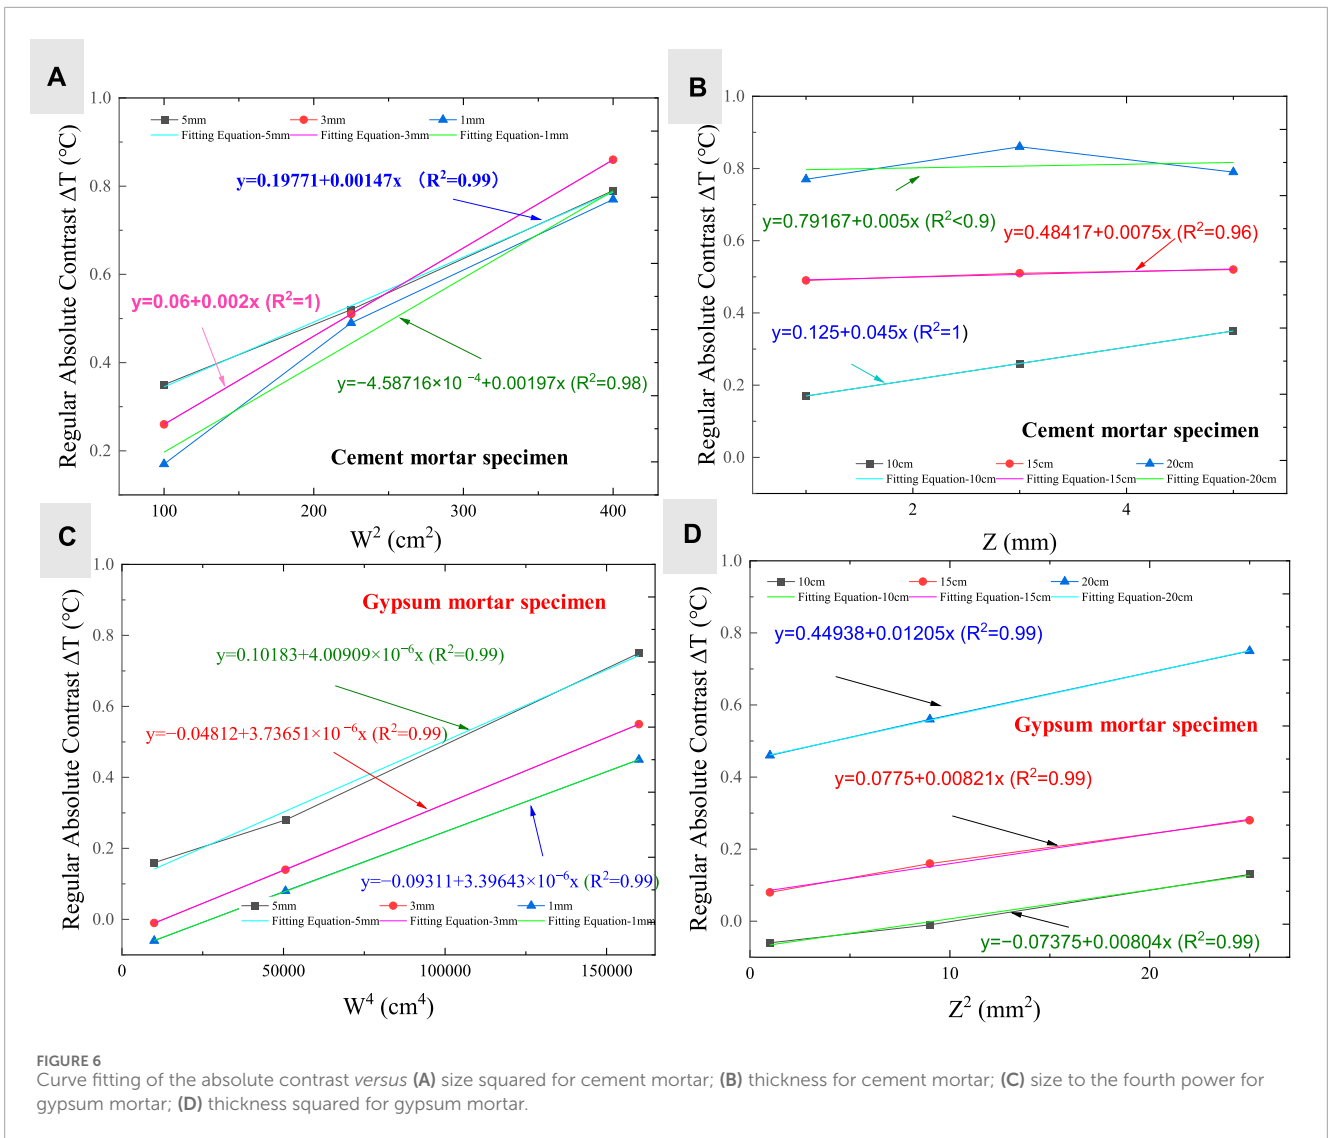 A
Regular Absolute Contrast ΔT (°C)
1.0
0.8
0.6
0.4
0.2
5mm 3mm 1mm
Fitting Equation-5mm Fitting Equation-3mm Fitting Equation-1mm
y=0.19771+0.00147x （R²=0.99）
y=0.06+0.002x (R²=1)
y=−4.58716×10 ⁻⁴+0.00197x (R²=0.98)
Cement mortar specimen
100 200 300 400
W² (cm²)
B
Regular Absolute Contrast ΔT (°C)
1.0
0.8
0.6
0.4
0.2
0.0
y=0.79167+0.005x (R²<0.9)
y=0.48417+0.0075x (R²=0.96)
y=0.125+0.045x (R²=1)
Cement mortar specimen
10cm 15cm 20cm
Fitting Equation-10cm Fitting Equation-15cm Fitting Equation-20cm
2 4
Z (mm)
C
Regular Absolute Contrast ΔT (°C)
1.0
0.8
0.6
0.4
0.2
0.0
Gypsum mortar specimen
y=0.10183+4.00909×10⁻⁶x (R²=0.99)
y=−0.04812+3.73651×10⁻⁶x (R²=0.99)
y=−0.09311+3.39643×10⁻⁶x (R²=0.99)
5mm 3mm 1mm
Fitting Equation-5mm Fitting Equation-3mm Fitting Equation-1mm
0 50000 100000 150000
W⁴ (cm⁴)
D
Regular Absolute Contrast ΔT (°C)
1.0
0.8
0.6
0.4
0.2
0.0
10cm 15cm 20cm
Fitting Equation-10cm Fitting Equation-15cm Fitting Equation-20cm
y=0.44938+0.01205x (R²=0.99)
Gypsum mortar specimen
y=0.0775+0.00821x (R²=0.99)
y=−0.07375+0.00804x (R²=0.99)
0 10 20
Z² (mm²)
FIGURE 6
Curve fitting of the absolute contrast versus (A) size squared for cement mortar; (B) thickness for cement mortar; (C) size to the fourth power for
gypsum mortar; (D) thickness squared for gypsum mortar.